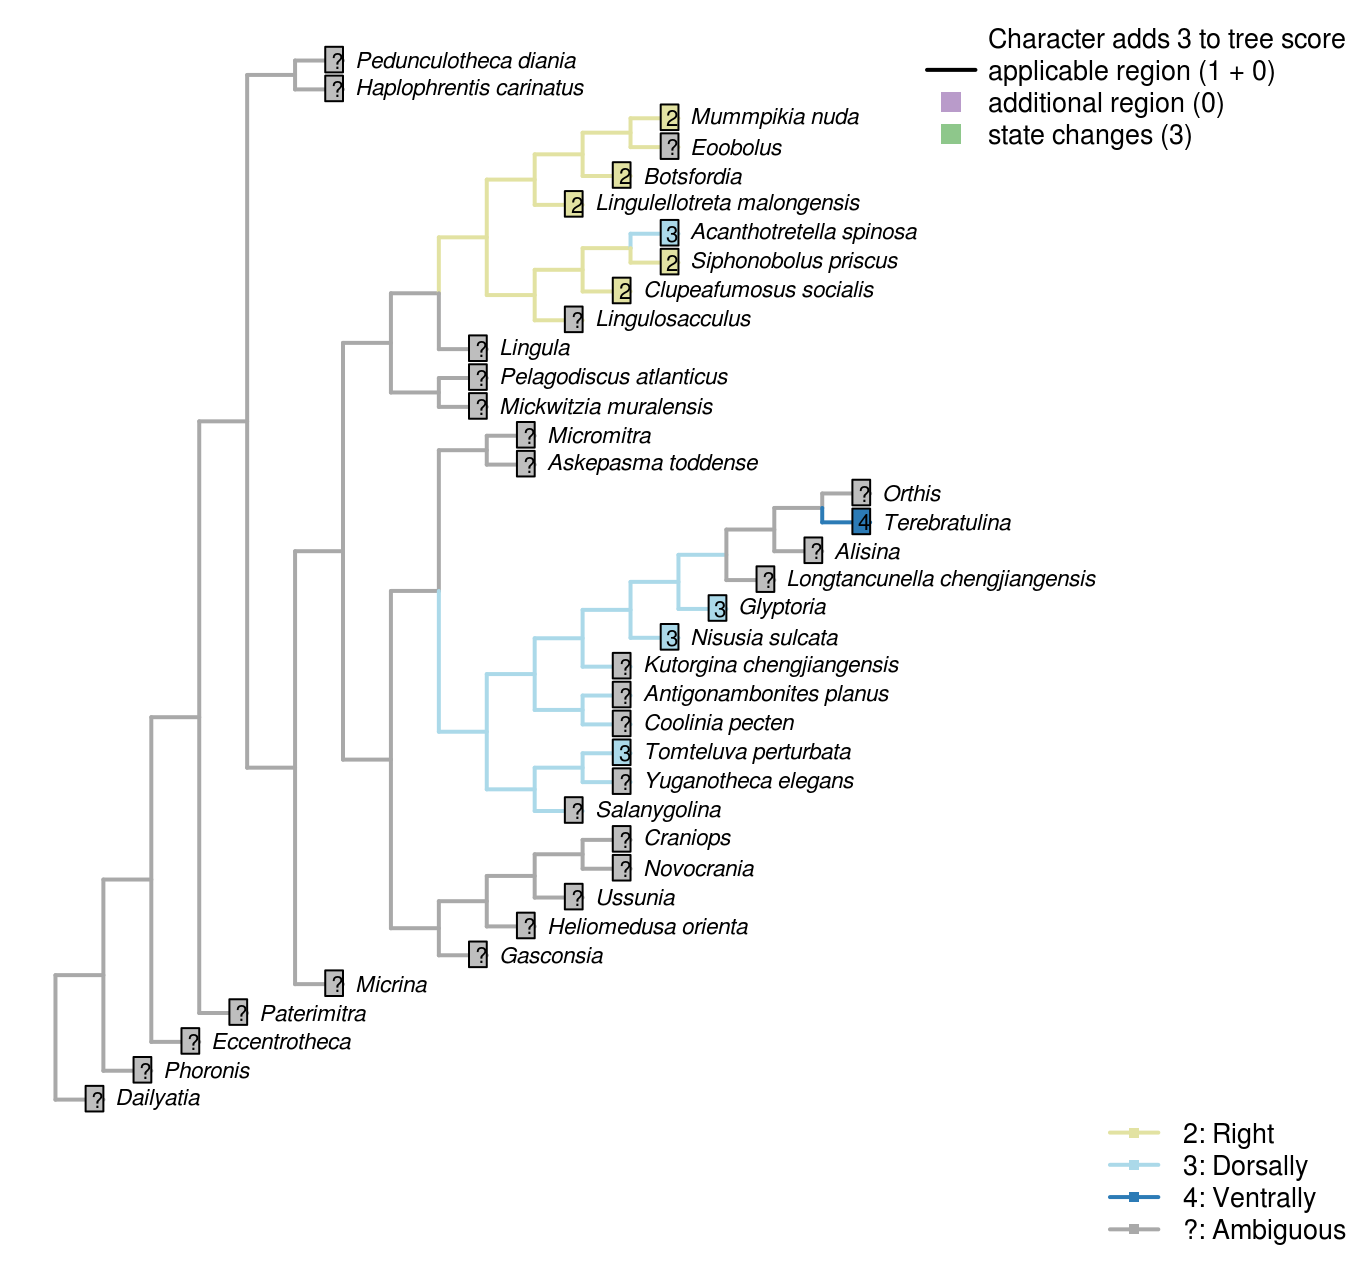 Character adds 3 to tree score
applicable region (1 + 0)
additional region (0)
state changes (3)
? Pedunculotheca diania
? Haplophrentis carinatus
2 Mummpikia nuda
? Eoobolus
2 Botsfordia
2 Lingulellotreta malongensis
3 Acanthotretella spinosa
2 Siphonobolus priscus
2 Clupeafumosus socialis
? Lingulosacculus
? Lingula
? Pelagodiscus atlanticus
? Mickwitzia muralensis
? Micromitra
? Askepasma toddense
? Orthis
4 Terebratulina
? Alisina
? Longtancunella chengjiangensis
3 Glyptoria
3 Nisusia sulcata
? Kutorgina chengjiangensis
? Antigonambonites planus
? Coolinia pecten
3 Tomteluva perturbata
? Yuganotheca elegans
? Salanygolina
? Craniops
? Novocrania
? Ussunia
? Heliomedusa orienta
? Gasconsia
? Micrina
? Paterimitra
? Eccentrotheca
? Phoronis
? Dailyatia
2: Right
3: Dorsally
4: Ventrally
?: Ambiguous